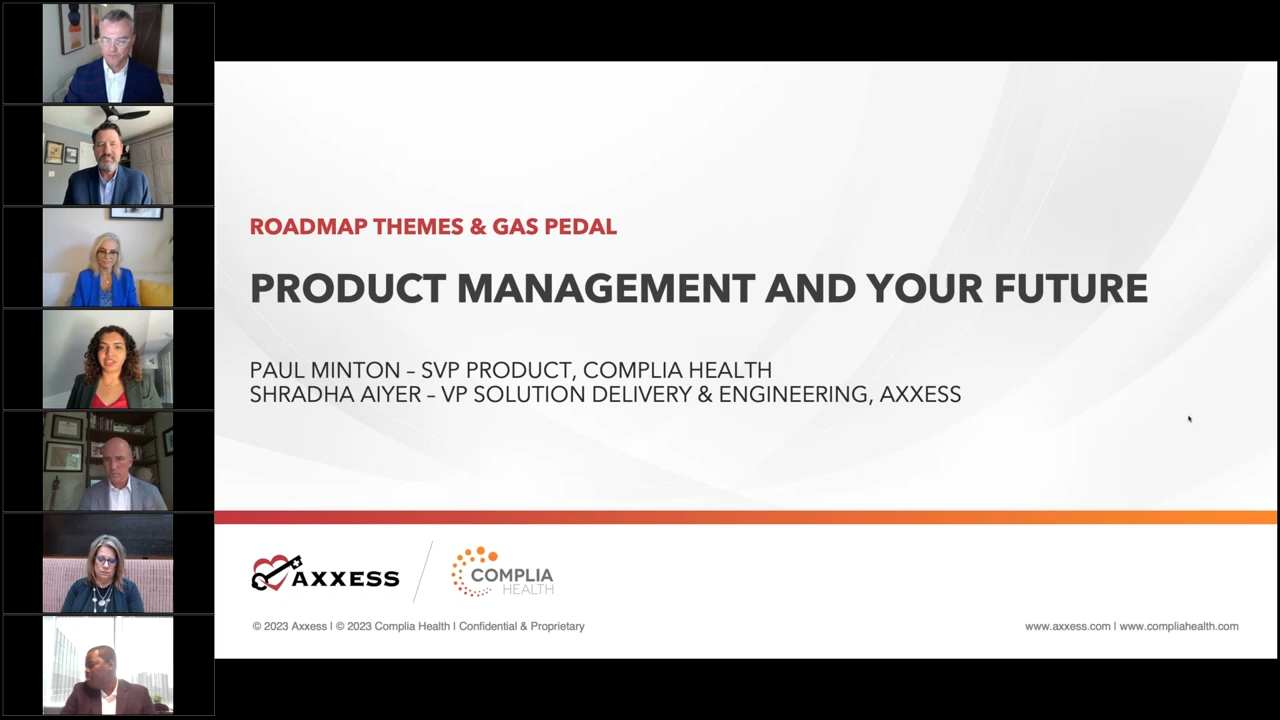 ROADMAP THEMES & GAS PEDAL
PRODUCT MANAGEMENT AND YOUR FUTURE
PAUL MINTON – SVP PRODUCT, COMPLIA HEALTH
SHRADHA AIYER – VP SOLUTION DELIVERY & ENGINEERING, AXXESS
AXXESS
COMPLIA
HEALTH
© 2023 Axxess | © 2023 Complia Health | Confidential & Proprietary
www.axxess.com | www.compliahealth.com